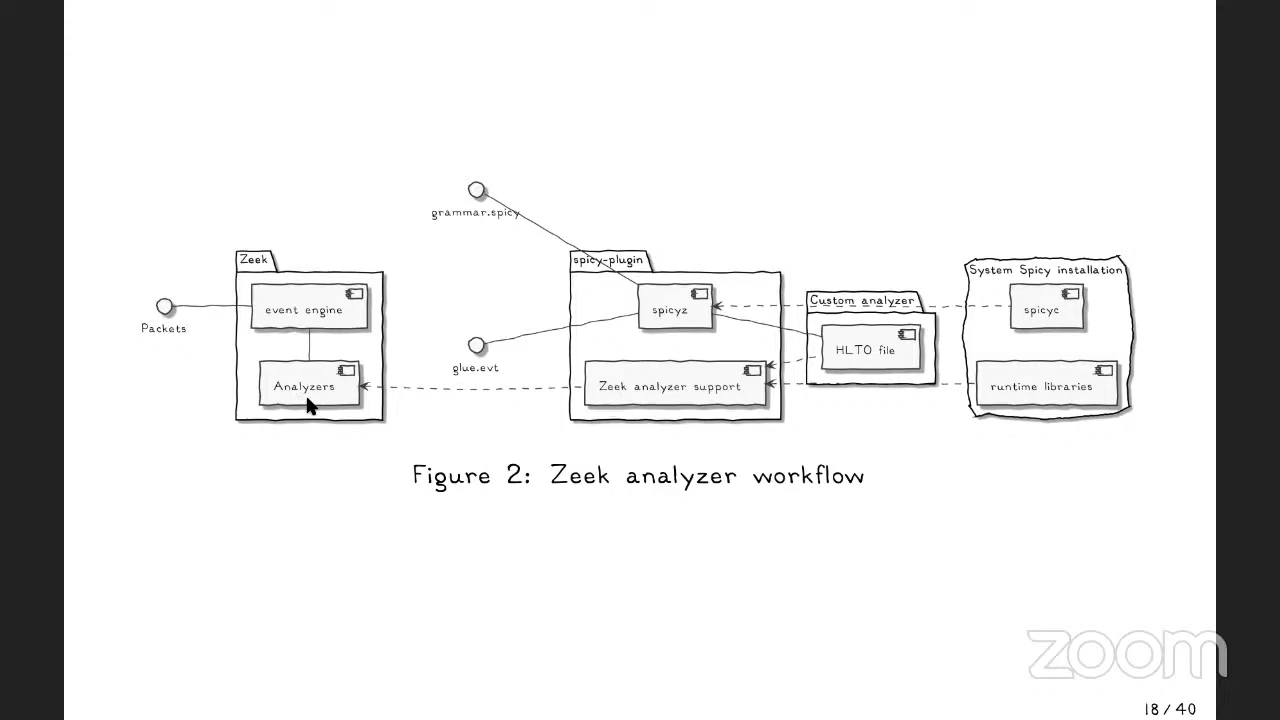 grammar.spicy
Zeek
spicy-plugin
System Spicy installation
Custom analyzer
event engine
spicyz
spicyc
Packets
HLTO file
glue.evt
Analyzers
Zeek analyzer support
runtime libraries
Figure 2: Zeek analyzer workflow
zoom
18 / 40